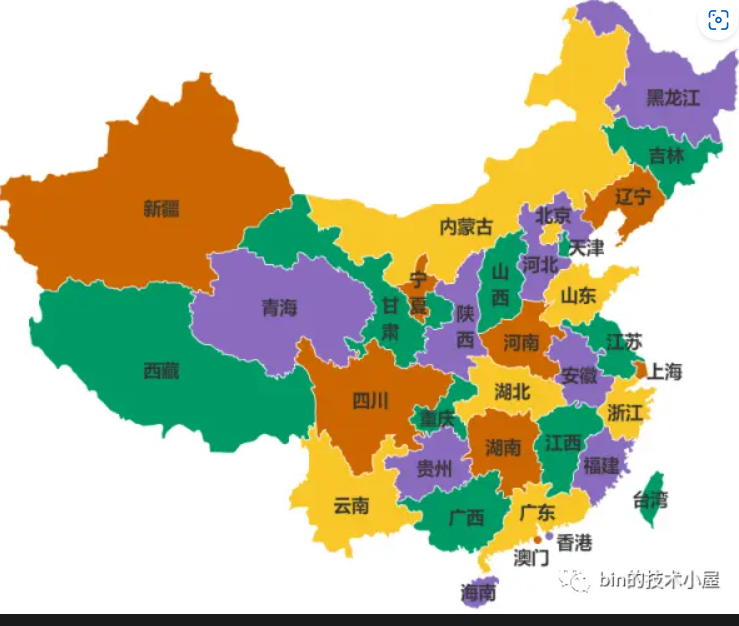 黑龙江
吉林
辽宁
新疆
内蒙古
北京
天津
河北
山西
宁夏
山东
青海
甘肃
陕西
河南
江苏
西藏
安徽
上海
四川
湖北
浙江
重庆
湖南
江西
贵州
福建
云南
广西
广东
台湾
香港
澳门
海南
bin的技术小屋